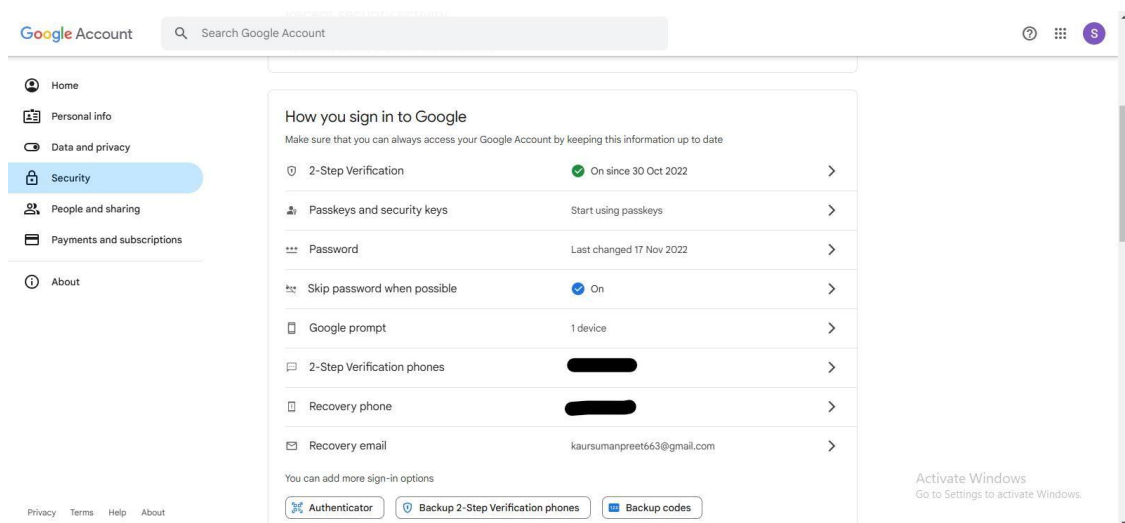 Google Account
Search Google Account
S
Home
Personal info
Data and privacy
Security
People and sharing
Payments and subscriptions
About
How you sign in to Google
Make sure that you can always access your Google Account by keeping this information up to date
2-Step Verification On since 30 Oct 2022
Passkeys and security keys Start using passkeys
Password Last changed 17 Nov 2022
Skip password when possible On
Google prompt 1 device
2-Step Verification phones
Recovery phone
Recovery email kaursumanpreet663@gmail.com
You can add more sign-in options
Authenticator Backup 2-Step Verification phones Backup codes
Activate Windows
Go to Settings to activate Windows.
Privacy Terms Help About